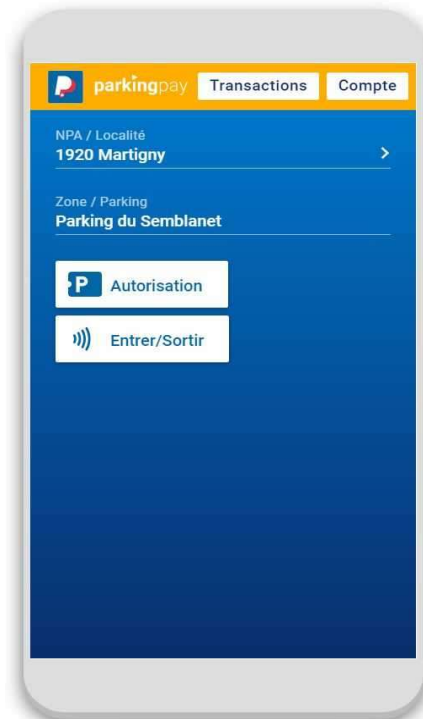 parkingpay Transactions Compte
NPA / Localité
1920 Martigny
Zone / Parking
Parking du Semblanet
P Autorisation
Entrer/Sortir